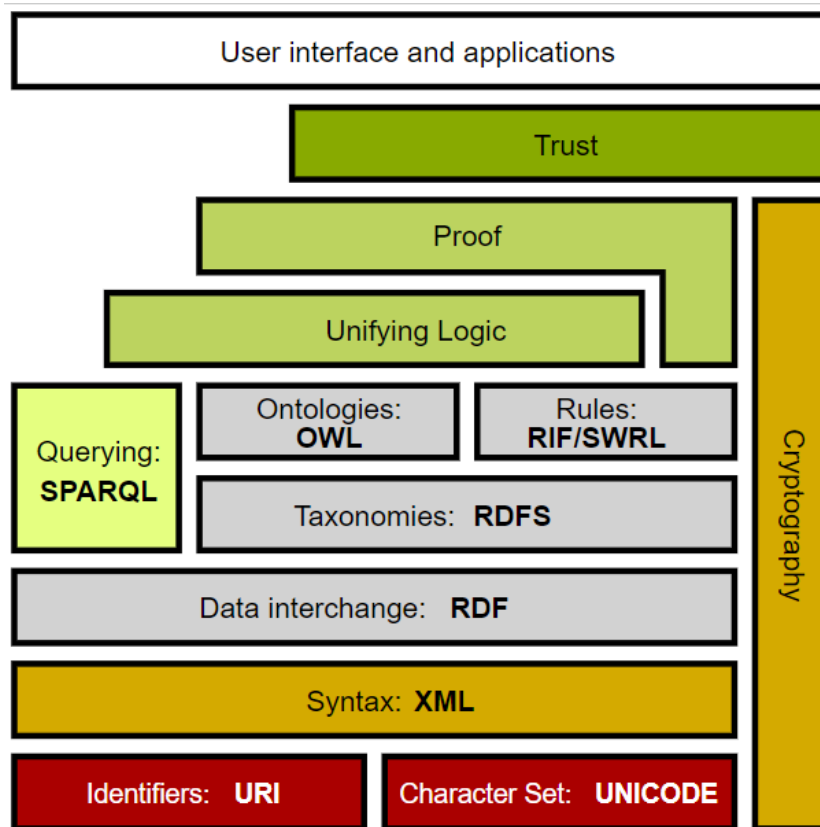 User interface and applications
Trust
Proof
Unifying Logic
Querying:
SPARQL
Ontologies:
OWL
Rules:
RIF/SWRL
Taxonomies: RDFS
Data interchange: RDF
Syntax: XML
Identifiers: URI
Character Set: UNICODE
Cryptography